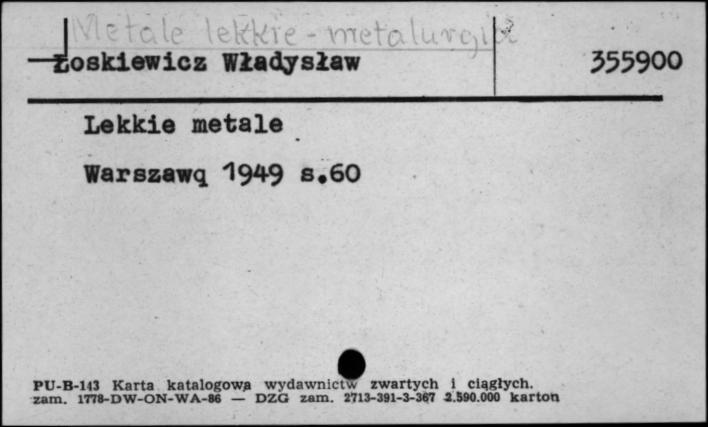 Metale lekkie - metalurgia
Łoskiewicz Władysław 355900
Lekkie metale
Warszawą 1949 s.60
PU-B-143 Karta katalogowa wydawnictw zwartych i ciągłych.
zam. 1778-DW-ON-WA-86 — DZG zam. 2713-391-3-367 2.590.000 karton